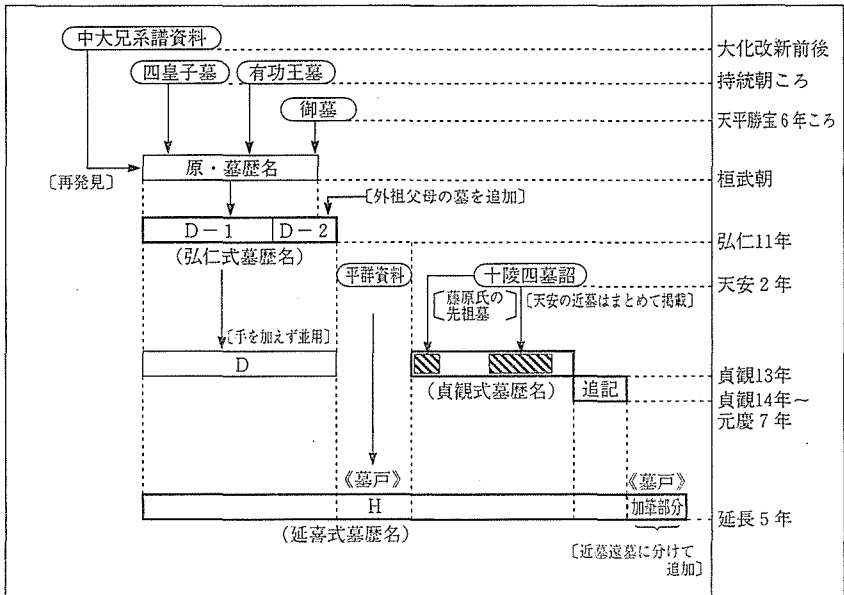 中大兄系譜資料
大化改新前後
四皇子墓
有功王墓
持統朝ころ
御墓
天平勝宝6年ころ
原・墓歴名
〔再発見〕
桓武朝
〔外祖父母の墓を追加〕
D－1
D－2
(弘仁式墓歴名)
弘仁11年
平群資料
十陵四墓詔
天安2年
〔藤原氏の
先祖墓〕
〔天安の近墓はまとめて掲載〕
〔手を加えず並用〕
D
(貞観式墓歴名)
追記
貞観13年
貞観14年～
元慶7年
《墓戸》
《墓戸》
H
加筆部分
(延喜式墓歴名)
延長5年
〔近墓遠墓に分けて
追加〕